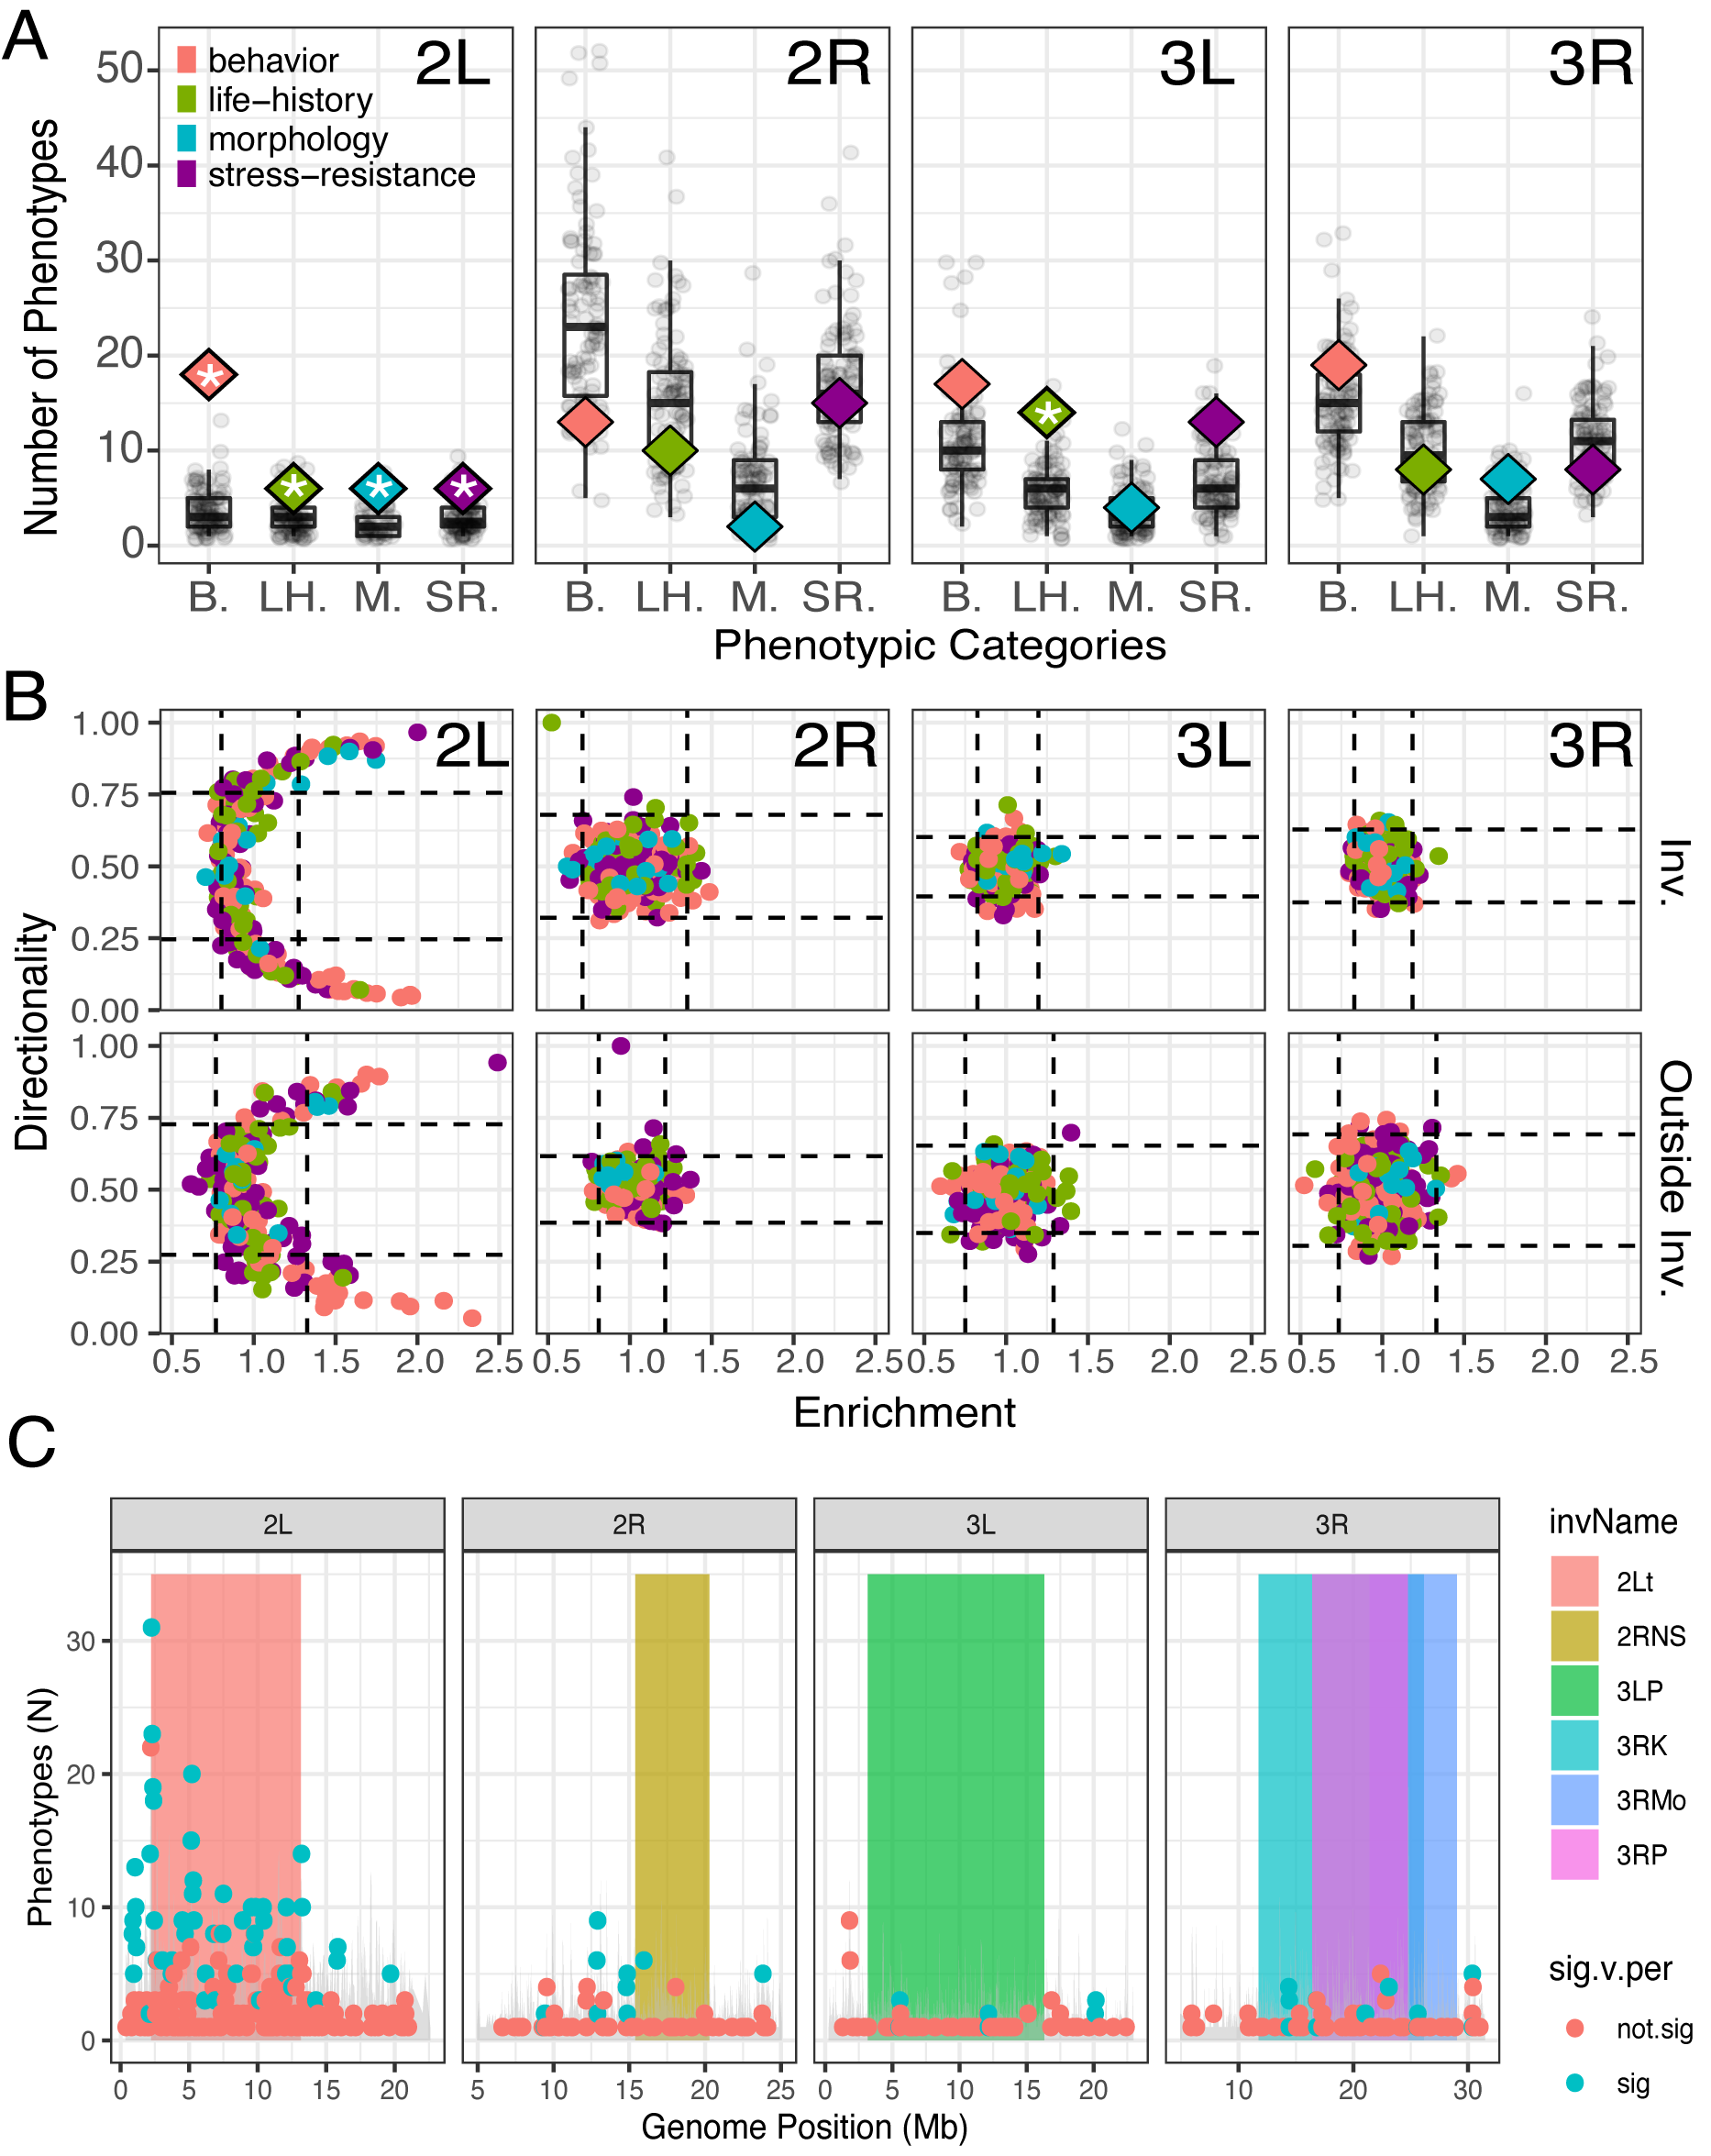 A
2L
2R
3L
3R
behavior
life-history
morphology
stress-resistance
Number of Phenotypes
50
40
30
20
10
0
*
*
*
*
*
B. LH. M. SR.
B. LH. M. SR.
B. LH. M. SR.
B. LH. M. SR.
Phenotypic Categories
B
2L
2R
3L
3R
1.00
0.75
0.50
0.25
0.00
Inv.
Directionality
1.00
0.75
0.50
0.25
0.00
Outside Inv.
0.5 1.0 1.5 2.0 2.5
0.5 1.0 1.5 2.0 2.5
0.5 1.0 1.5 2.0 2.5
0.5 1.0 1.5 2.0 2.5
Enrichment
C
2L
2R
3L
3R
Phenotypes (N)
30
20
10
0
0 5 10 15 20
5 10 15 20 25
0 5 10 15 20
10 20 30
Genome Position (Mb)
invName
2Lt
2RNS
3LP
3RK
3RMo
3RP
sig.v.per
not.sig
sig